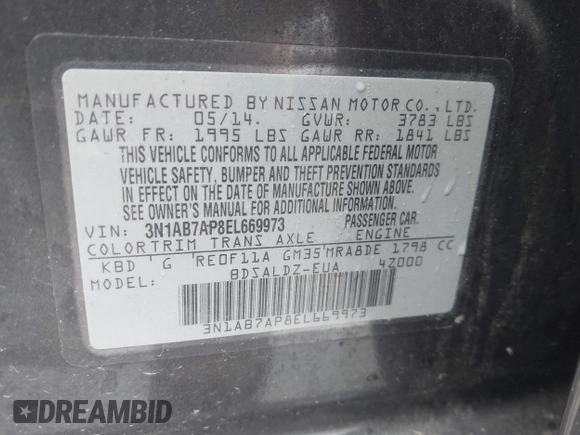 MANUFACTURED BY NISSAN MOTOR CO., LTD.
DATE: 05/14. GVWR: 3783 LBS
GAWR FR: 1995 LBS GAWR RR: 1841 LBS
THIS VEHICLE CONFORMS TO ALL APPLICABLE FEDERAL MOTOR
VEHICLE SAFETY, BUMPER AND THEFT PREVENTION STANDARDS
IN EFFECT ON THE DATE OF MANUFACTURE SHOWN ABOVE.
SEE OWNER'S MANUAL FOR ADDITIONAL INFORMATION.
VIN: 3N1AB7AP8EL669973 PASSENGER CAR.
COLOR TRIM TRANS AXLE ENGINE
KBD G RE0F11A GM35 MRA8DE 1798 CC
MODEL: BDSALDZ-EUA 4Z000
3N1AB7AP8EL669973
DREAMBID